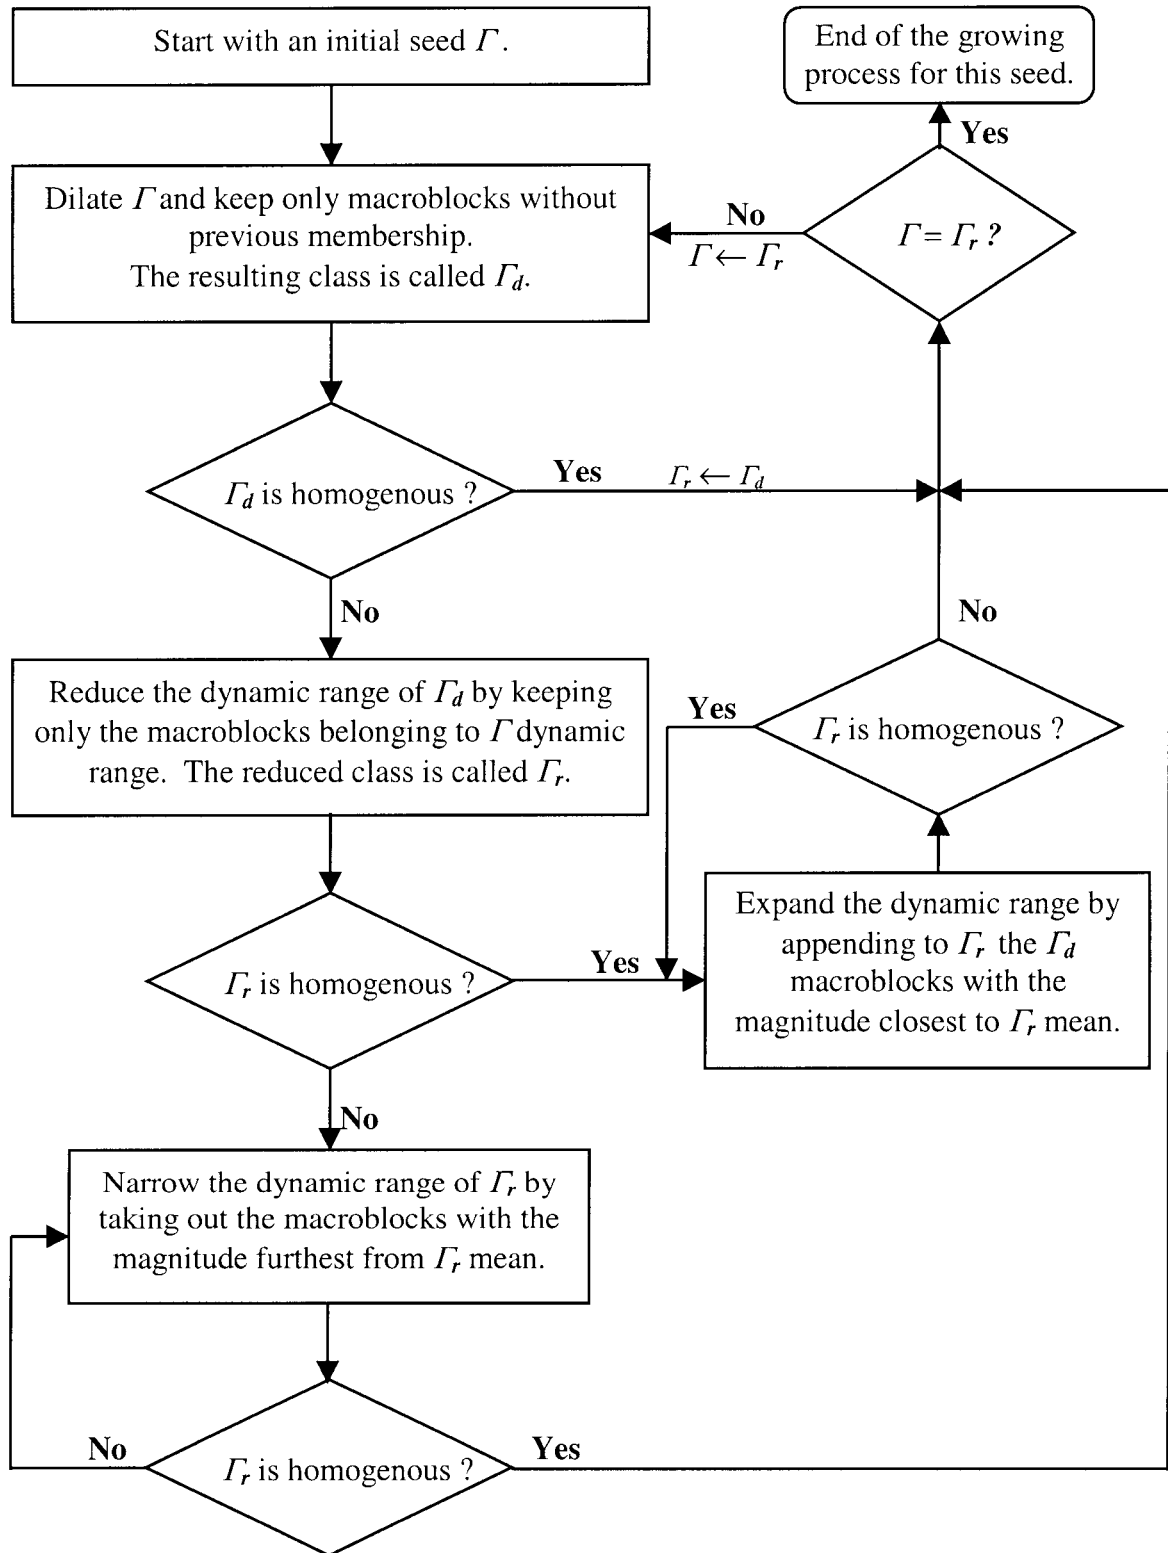 Start with an initial seed Γ.
End of the growing
process for this seed.
Yes
Dilate Γ and keep only macroblocks without
previous membership.
The resulting class is called Γd.
No
Γ ← Γr
Γ = Γr ?
Γd is homogenous ?
Yes
Γr ← Γd
No
No
Reduce the dynamic range of Γd by keeping
only the macroblocks belonging to Γ dynamic
range. The reduced class is called Γr.
Yes
Γr is homogenous ?
Γr is homogenous ?
Yes
Expand the dynamic range by
appending to Γr the Γd
macroblocks with the
magnitude closest to Γr mean.
No
Narrow the dynamic range of Γr by
taking out the macroblocks with the
magnitude furthest from Γr mean.
No
Γr is homogenous ?
Yes